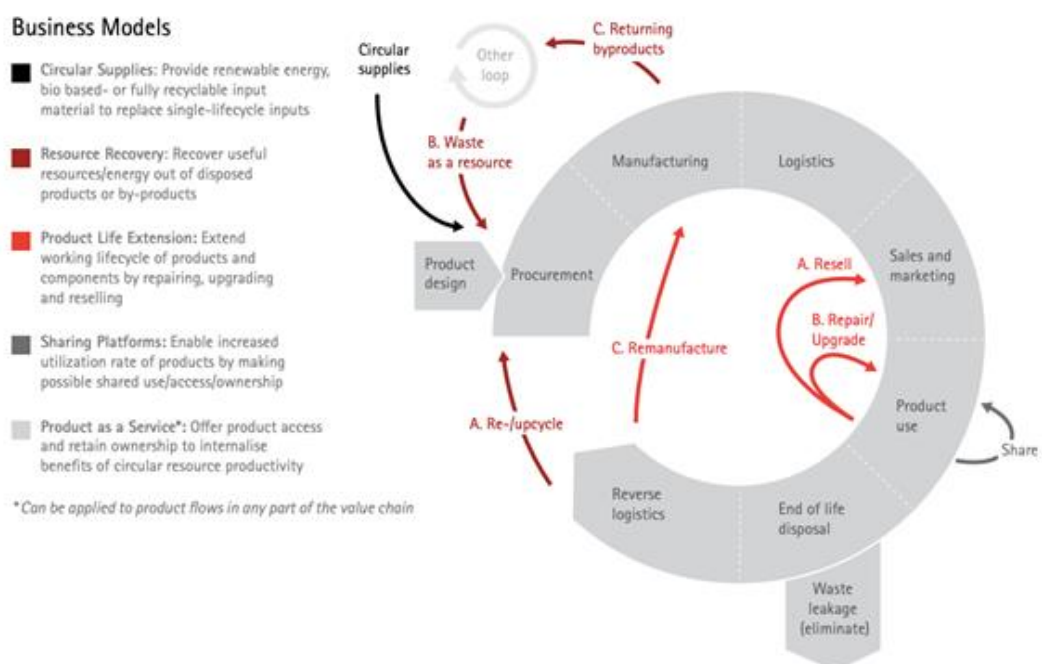 Business Models
Circular Supplies: Provide renewable energy,
bio based- or fully recyclable input
material to replace single-lifecycle inputs
Resource Recovery: Recover useful
resources/energy out of disposed
products or by-products
Product Life Extension: Extend
working lifecycle of products and
components by repairing, upgrading
and reselling
Sharing Platforms: Enable increased
utilization rate of products by making
possible shared use/access/ownership
Product as a Service*: Offer product access
and retain ownership to internalise
benefits of circular resource productivity
*Can be applied to product flows in any part of the value chain
Circular
supplies
Other
loop
C. Returning
byproducts
B. Waste
as a resource
Manufacturing
Logistics
Product
design
Procurement
A. Resell
Sales and
marketing
B. Repair/
Upgrade
C. Remanufacture
A. Re-/upcycle
Product
use
Share
Reverse
logistics
End of life
disposal
Waste
leakage
(eliminate)